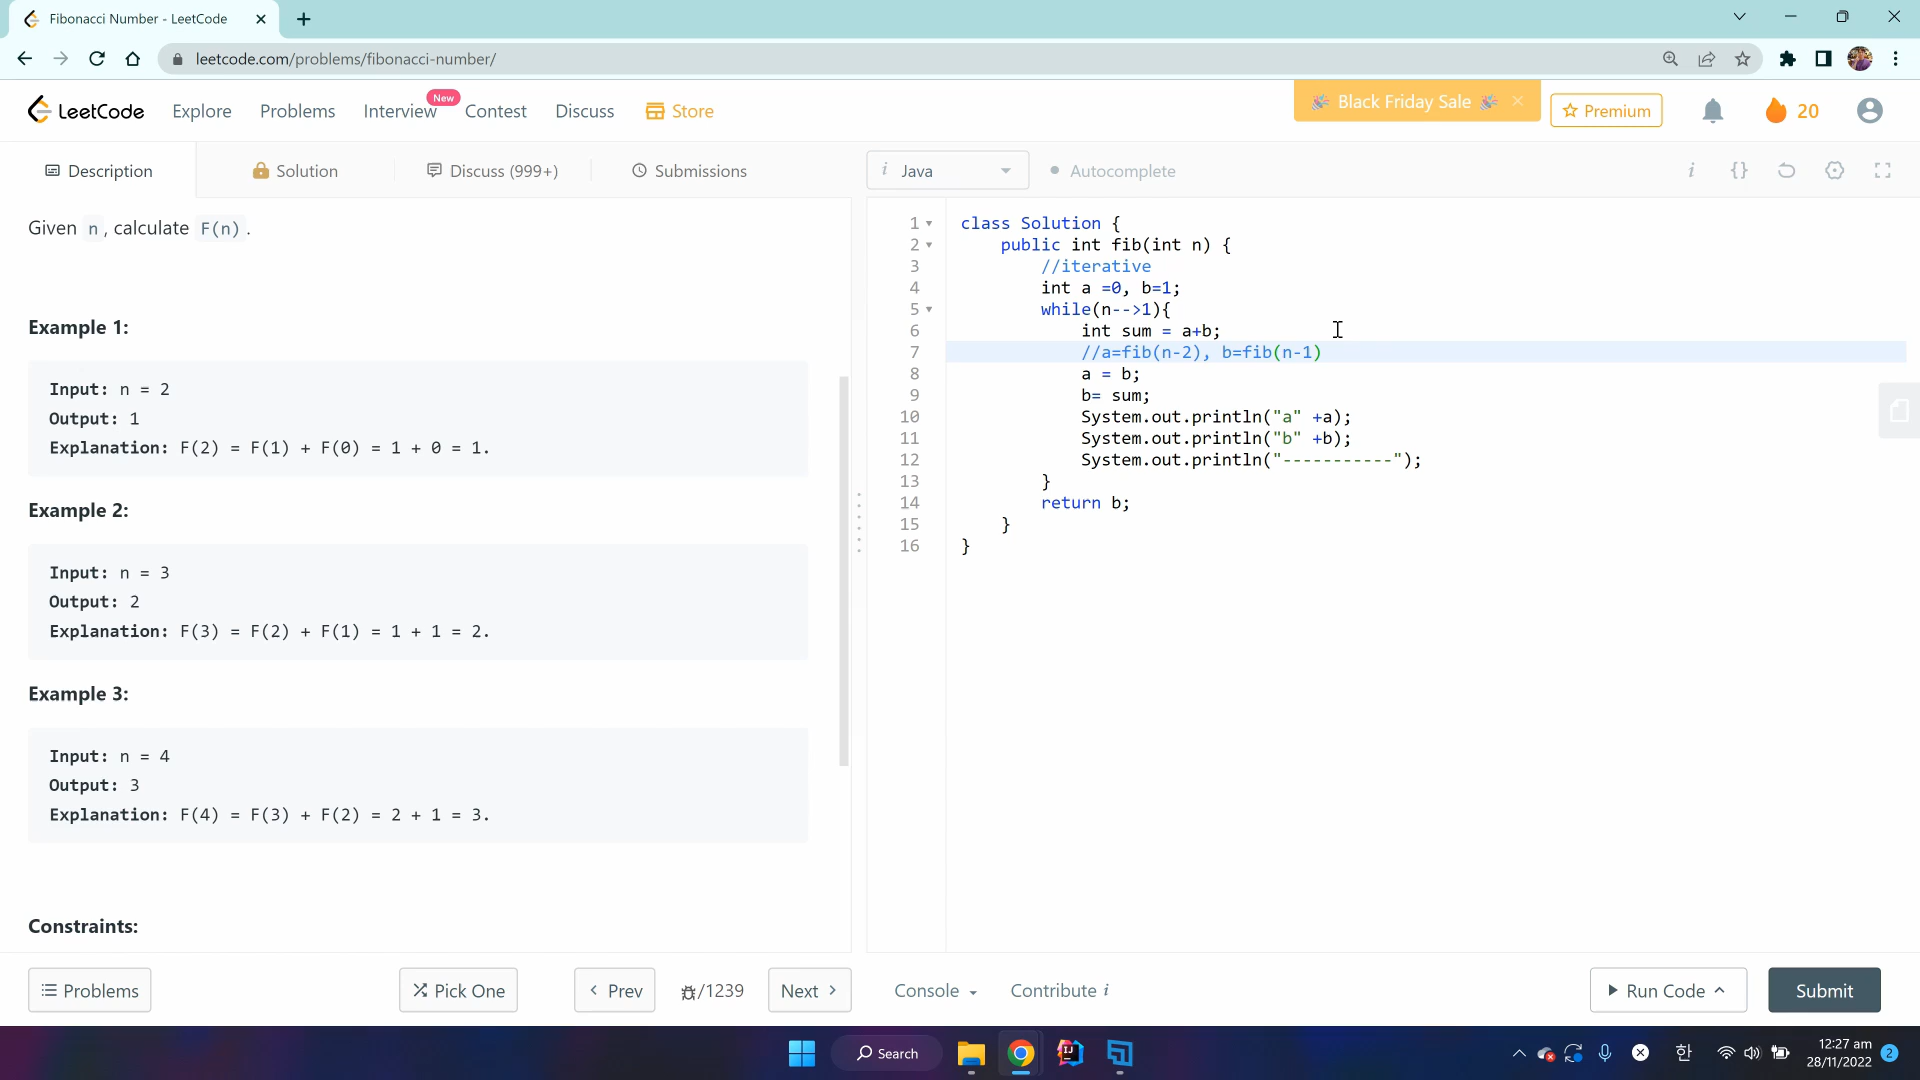 Fibonacci Number - LeetCode
leetcode.com/problems/fibonacci-number/
LeetCode
Explore
Problems
Interview
New
Contest
Discuss
Store
Black Friday Sale
Premium
20
Description
Solution
Discuss (999+)
Submissions
i Java
Autocomplete
i
{}
Given n, calculate F(n).
Example 1:
Input: n = 2
Output: 1
Explanation: F(2) = F(1) + F(0) = 1 + 0 = 1.
Example 2:
Input: n = 3
Output: 2
Explanation: F(3) = F(2) + F(1) = 1 + 1 = 2.
Example 3:
Input: n = 4
Output: 3
Explanation: F(4) = F(3) + F(2) = 2 + 1 = 3.
Constraints:
1 class Solution {
2 public int fib(int n) {
3 //iterative
4 int a =0, b=1;
5 while(n-->1){
6 int sum = a+b;
7 //a=fib(n-2), b=fib(n-1)
8 a = b;
9 b= sum;
10 System.out.println("a" +a);
11 System.out.println("b" +b);
12 System.out.println("-----------");
13 }
14 return b;
15 }
16 }
Problems
Pick One
Prev
/1239
Next
Console
Contribute i
Run Code
Submit
Search
한
12:27 am
28/11/2022
2